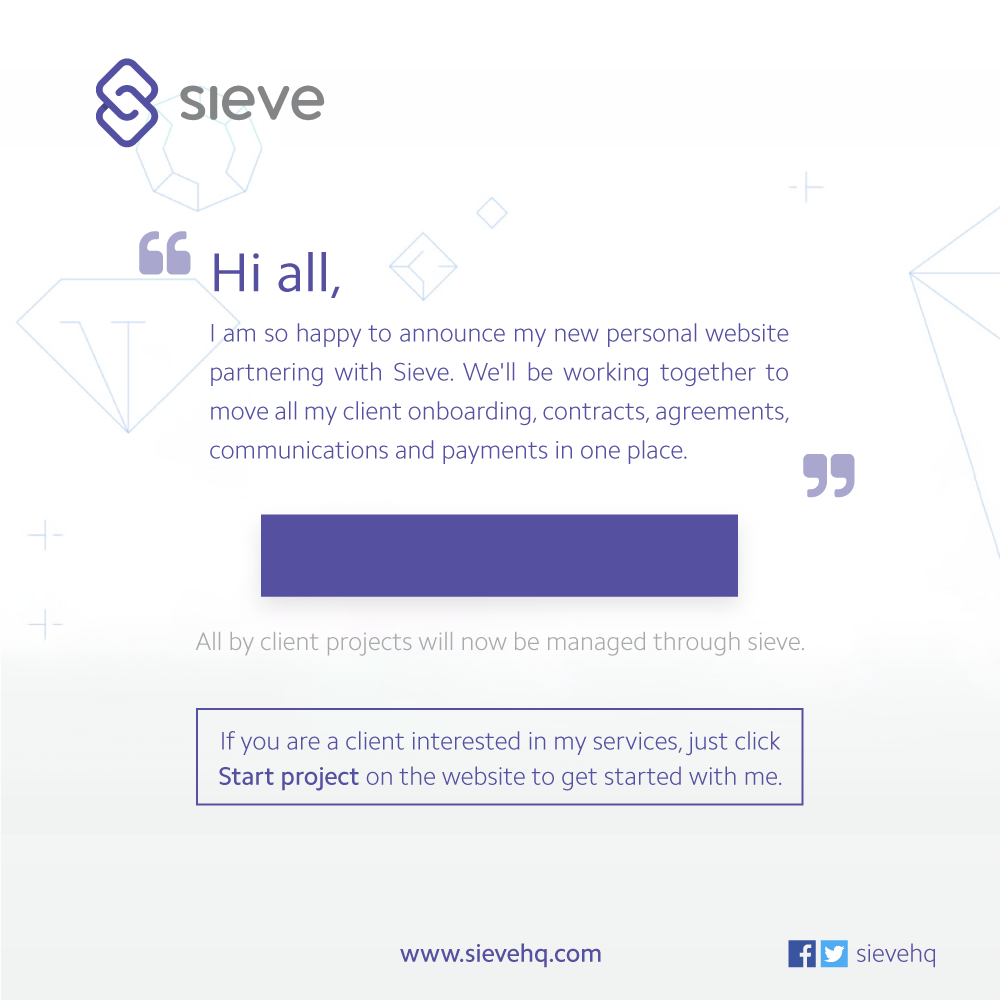 sieve
“
Hi all,
I am so happy to announce my new personal website
partnering with Sieve. We'll be working together to
move all my client onboarding, contracts, agreements,
communications and payments in one place.
”
All by client projects will now be managed through sieve.
If you are a client interested in my services, just click
Start project on the website to get started with me.
www.sievehq.com
sievehq